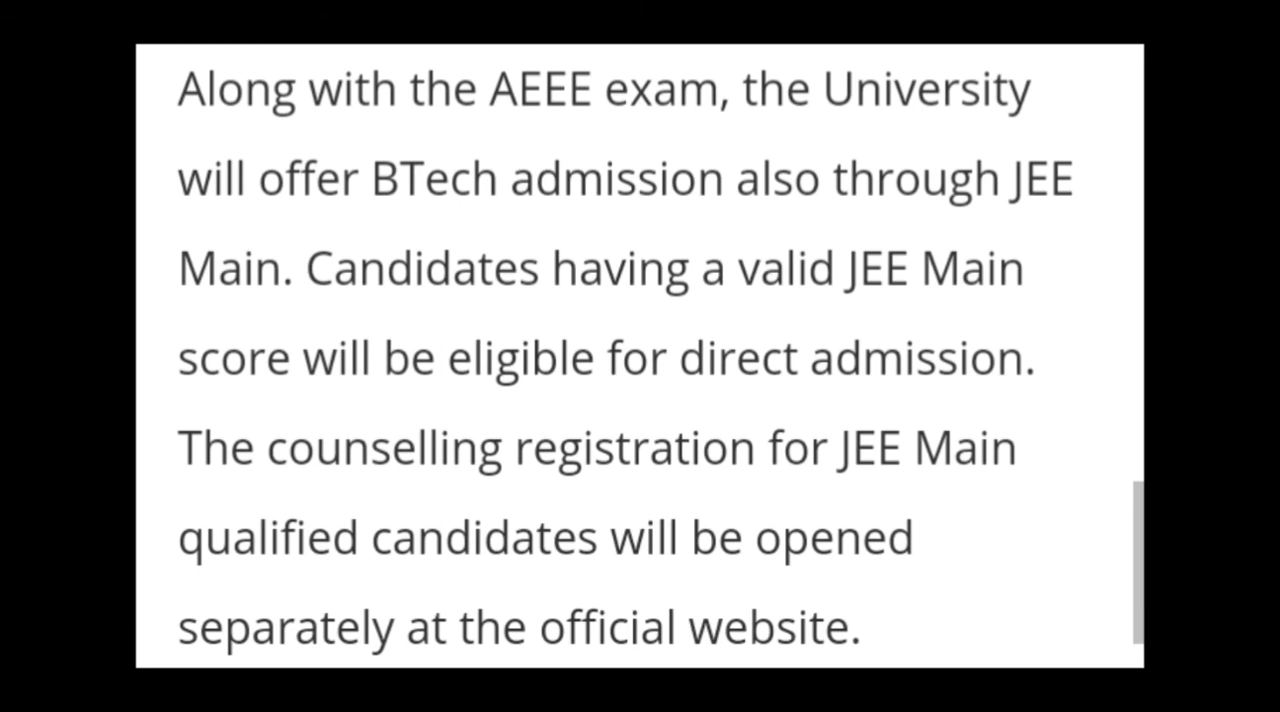 Along with the AEEE exam, the University
will offer BTech admission also through JEE
Main. Candidates having a valid JEE Main
score will be eligible for direct admission.
The counselling registration for JEE Main
qualified candidates will be opened
separately at the official website.